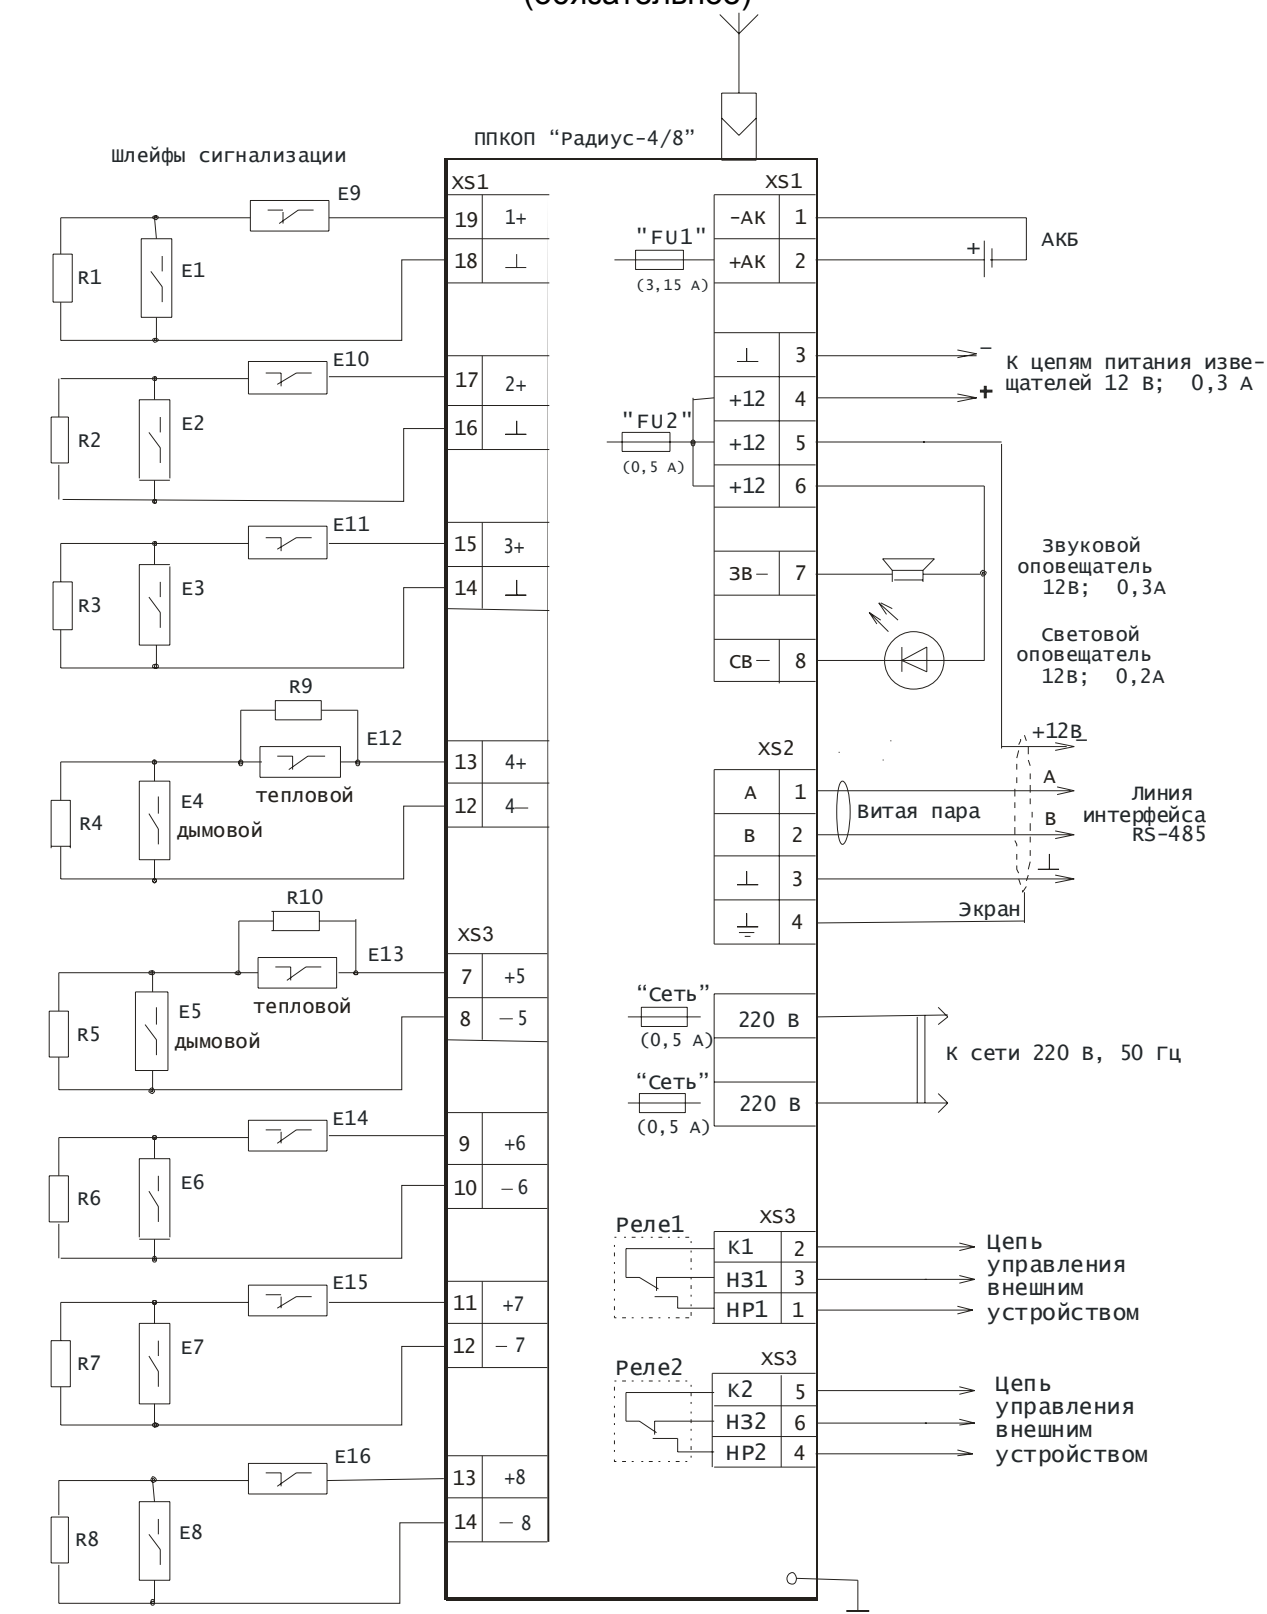 (обязательное)
ППКОП “Радиус-4/8”
Шлейфы сигнализации
XS1
E9
19 1+
18 ⊥
R1
E1
E10
17 2+
16 ⊥
R2
E2
E11
15 3+
14 ⊥
R3
E3
R9
E12
13 4+
тепловой
12 4–
R4
E4
дымовой
R10
XS3
E13
7 +5
тепловой
8 –5
R5
E5
дымовой
E14
9 +6
10 –6
R6
E6
E15
11 +7
12 –7
R7
E7
E16
13 +8
14 –8
R8
E8
XS1
-АК 1
"FU1"
+АК 2
(3,15 А)
+
АКБ
⊥ 3
–
+12 4
+
К цепям питания изве-
щателей 12 В; 0,3 А
"FU2"
+12 5
(0,5 А)
+12 6
ЗВ– 7
Звуковой
оповещатель
12В; 0,3А
СВ– 8
Световой
оповещатель
12В; 0,2А
+12В
XS2
А 1
А
В 2
В
Витая пара
Линия
интерфейса
RS-485
⊥ 3
⊥
4
Экран
“Сеть”
220 В
(0,5 А)
К сети 220 В, 50 Гц
“Сеть”
220 В
(0,5 А)
XS3
Реле1
К1 2
НЗ1 3
НР1 1
Цепь
управления
внешним
устройством
XS3
Реле2
К2 5
НЗ2 6
НР2 4
Цепь
управления
внешним
устройством